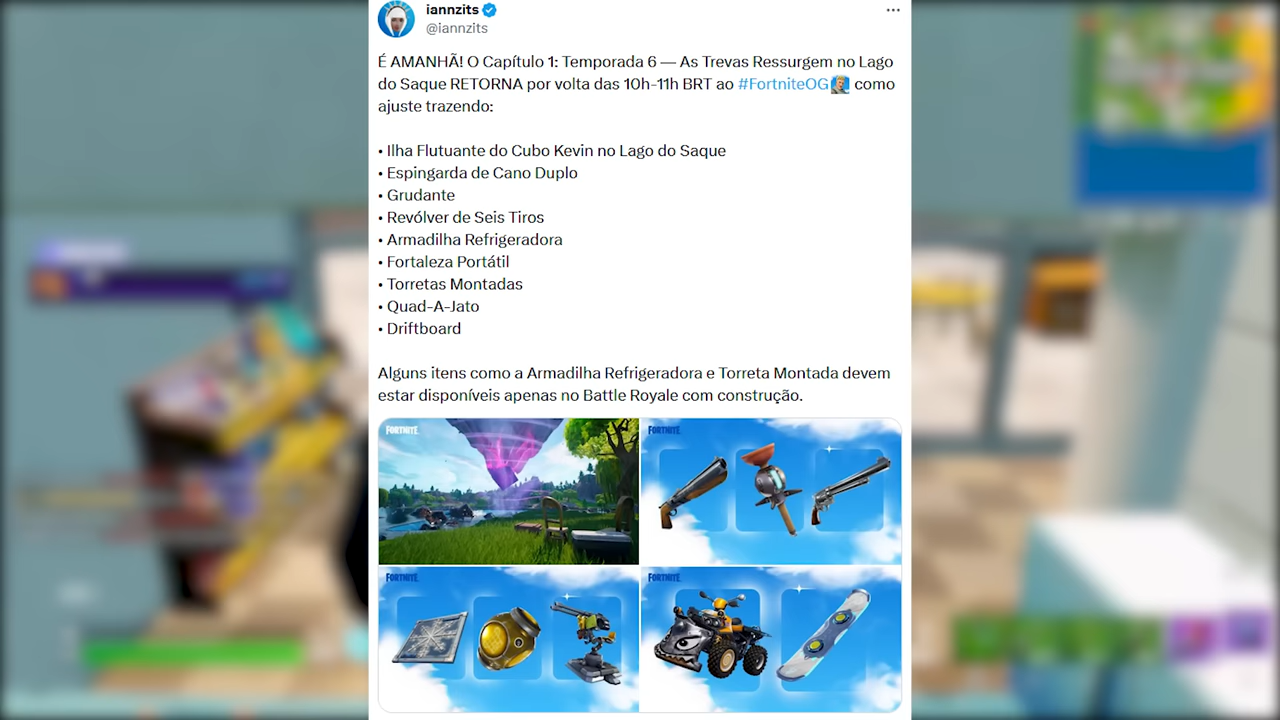 iannzits
@iannzits
É AMANHÃ! O Capítulo 1: Temporada 6 — As Trevas Ressurgem no Lago
do Saque RETORNA por volta das 10h-11h BRT ao #FortniteOG como
ajuste trazendo:
• Ilha Flutuante do Cubo Kevin no Lago do Saque
• Espingarda de Cano Duplo
• Grudante
• Revólver de Seis Tiros
• Armadilha Refrigeradora
• Fortaleza Portátil
• Torretas Montadas
• Quad-A-Jato
• Driftboard
Alguns itens como a Armadilha Refrigeradora e Torreta Montada devem
estar disponíveis apenas no Battle Royale com construção.
FORTNITE
FORTNITE
FORTNITE
FORTNITE